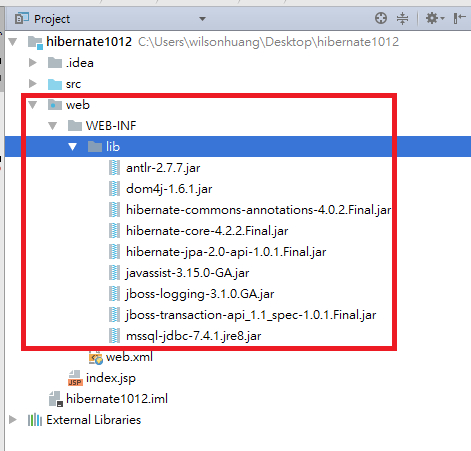 Project
hibernate1012 C:\Users\wilsonhuang\Desktop\hibernate1012
.idea
src
web
WEB-INF
lib
antlr-2.7.7.jar
dom4j-1.6.1.jar
hibernate-commons-annotations-4.0.2.Final.jar
hibernate-core-4.2.2.Final.jar
hibernate-jpa-2.0-api-1.0.1.Final.jar
javassist-3.15.0-GA.jar
jboss-logging-3.1.0.GA.jar
jboss-transaction-api_1.1_spec-1.0.1.Final.jar
mssql-jdbc-7.4.1.jre8.jar
web.xml
JSP index.jsp
hibernate1012.iml
External Libraries